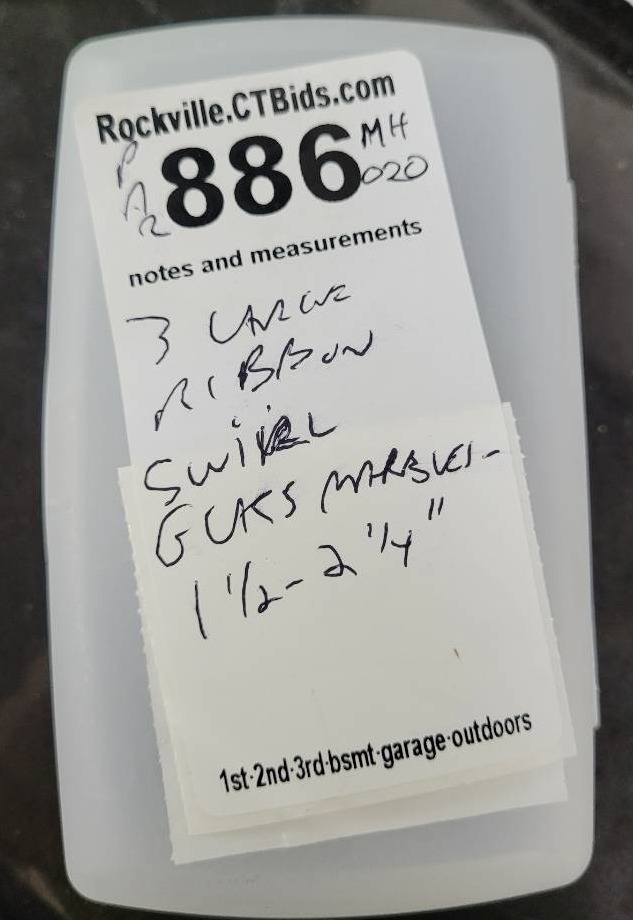 Rockville.CTBids.com
PA2 886 MH 020
notes and measurements
3 LARGE
RIBBON
SWIRL
GLASS MARBLES-
1 1/2 - 2 1/4"
1st·2nd·3rd·bsmt·garage·outdoors